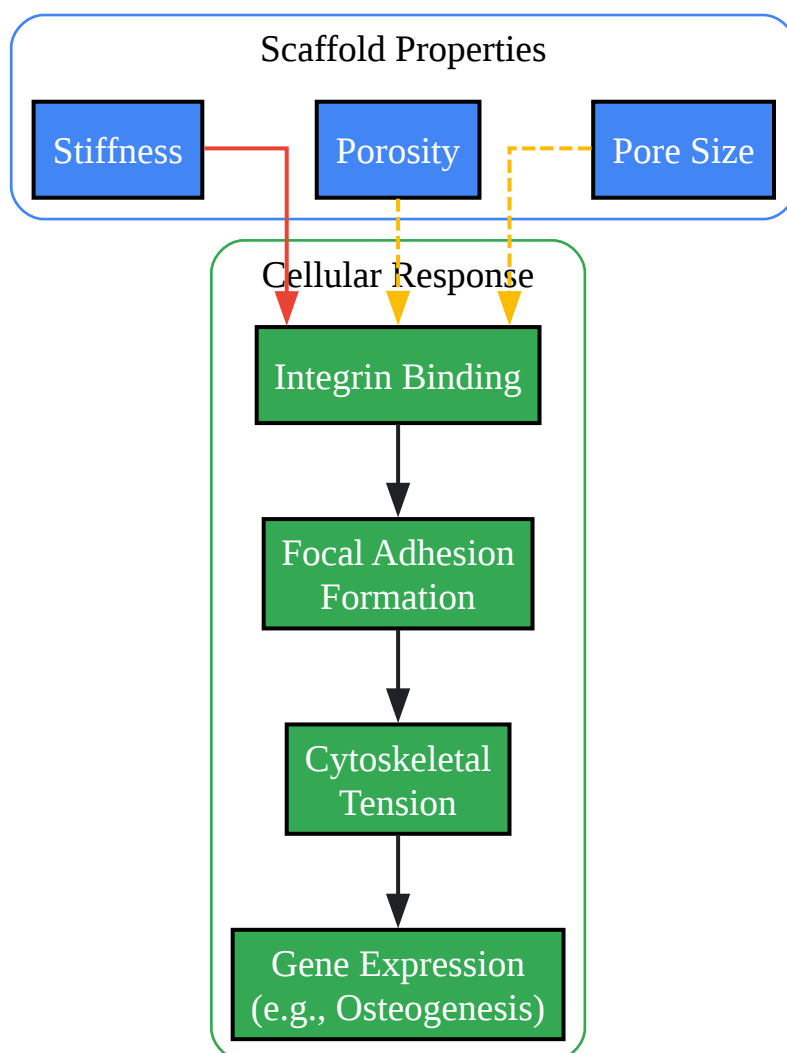 Scaffold Properties
Stiffness
Porosity
Pore Size
Cellular Response
Integrin Binding
Focal Adhesion
Formation
Cytoskeletal
Tension
Gene Expression
(e.g., Osteogenesis)